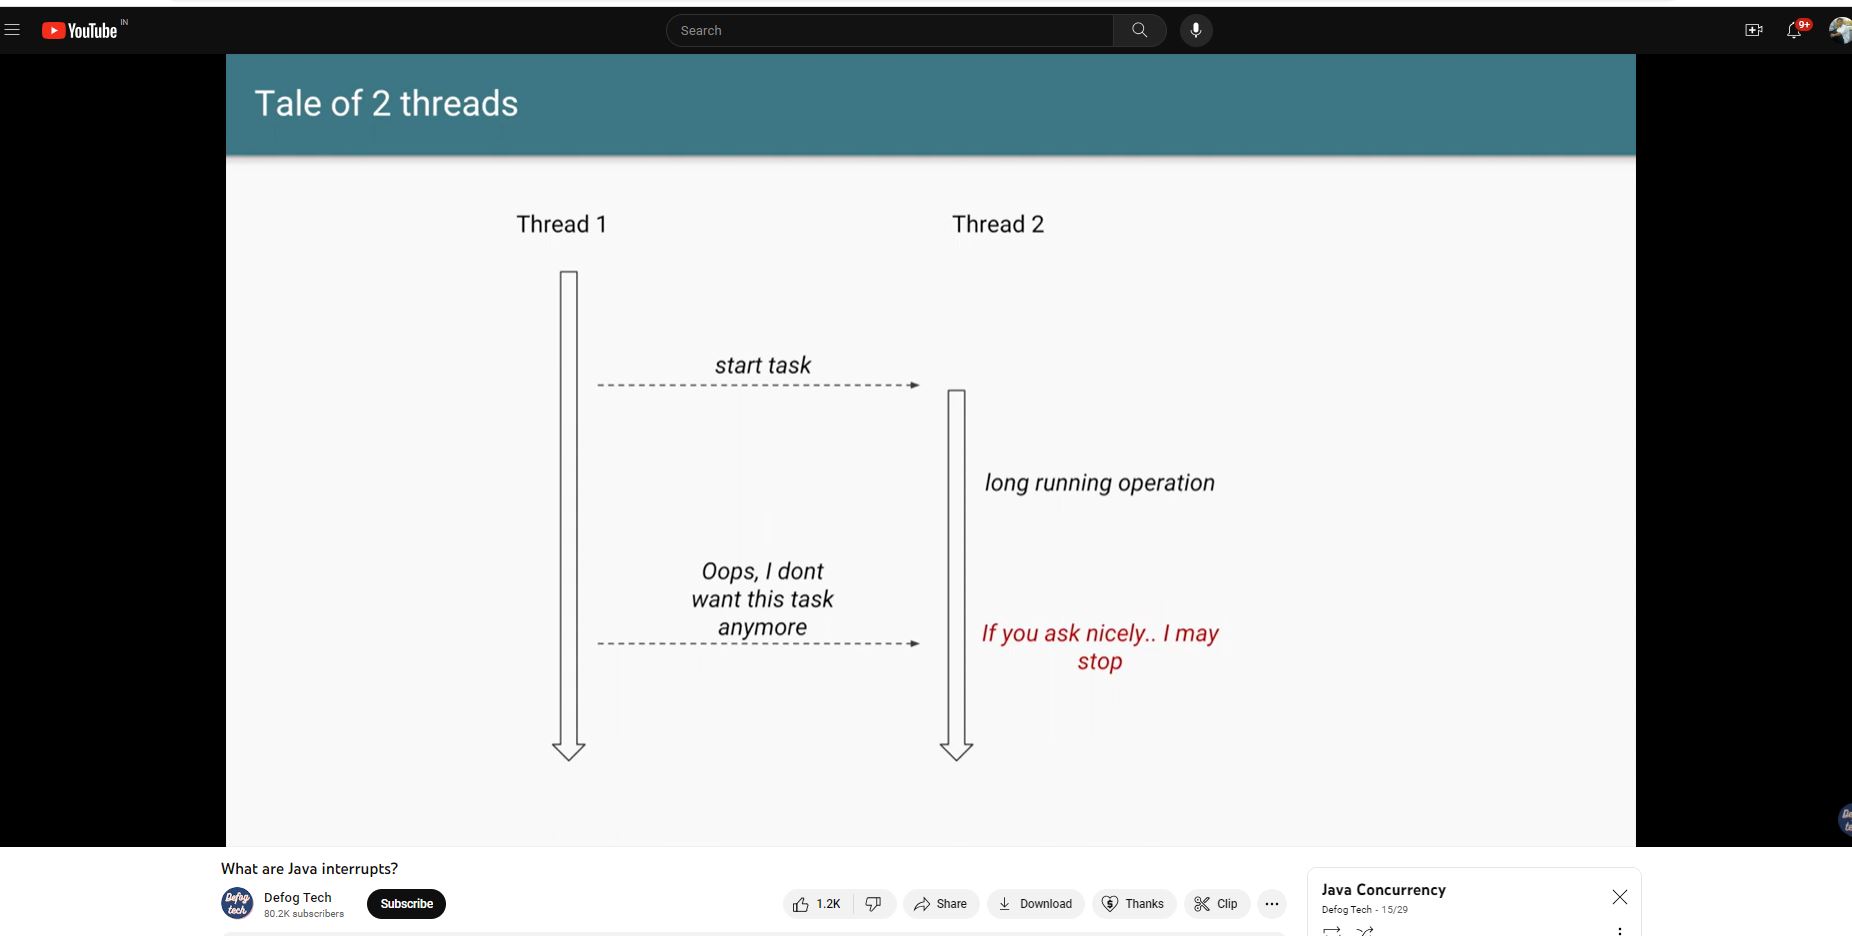 YouTube IN
Search
9+
Tale of 2 threads
Thread 1
Thread 2
start task
long running operation
Oops, I dont
want this task
anymore
If you ask nicely.. I may
stop
What are Java interrupts?
Defog
tech
Defog Tech
80.2K subscribers
Subscribe
1.2K
Share
Download
Thanks
Clip
Java Concurrency
Defog Tech - 15/29